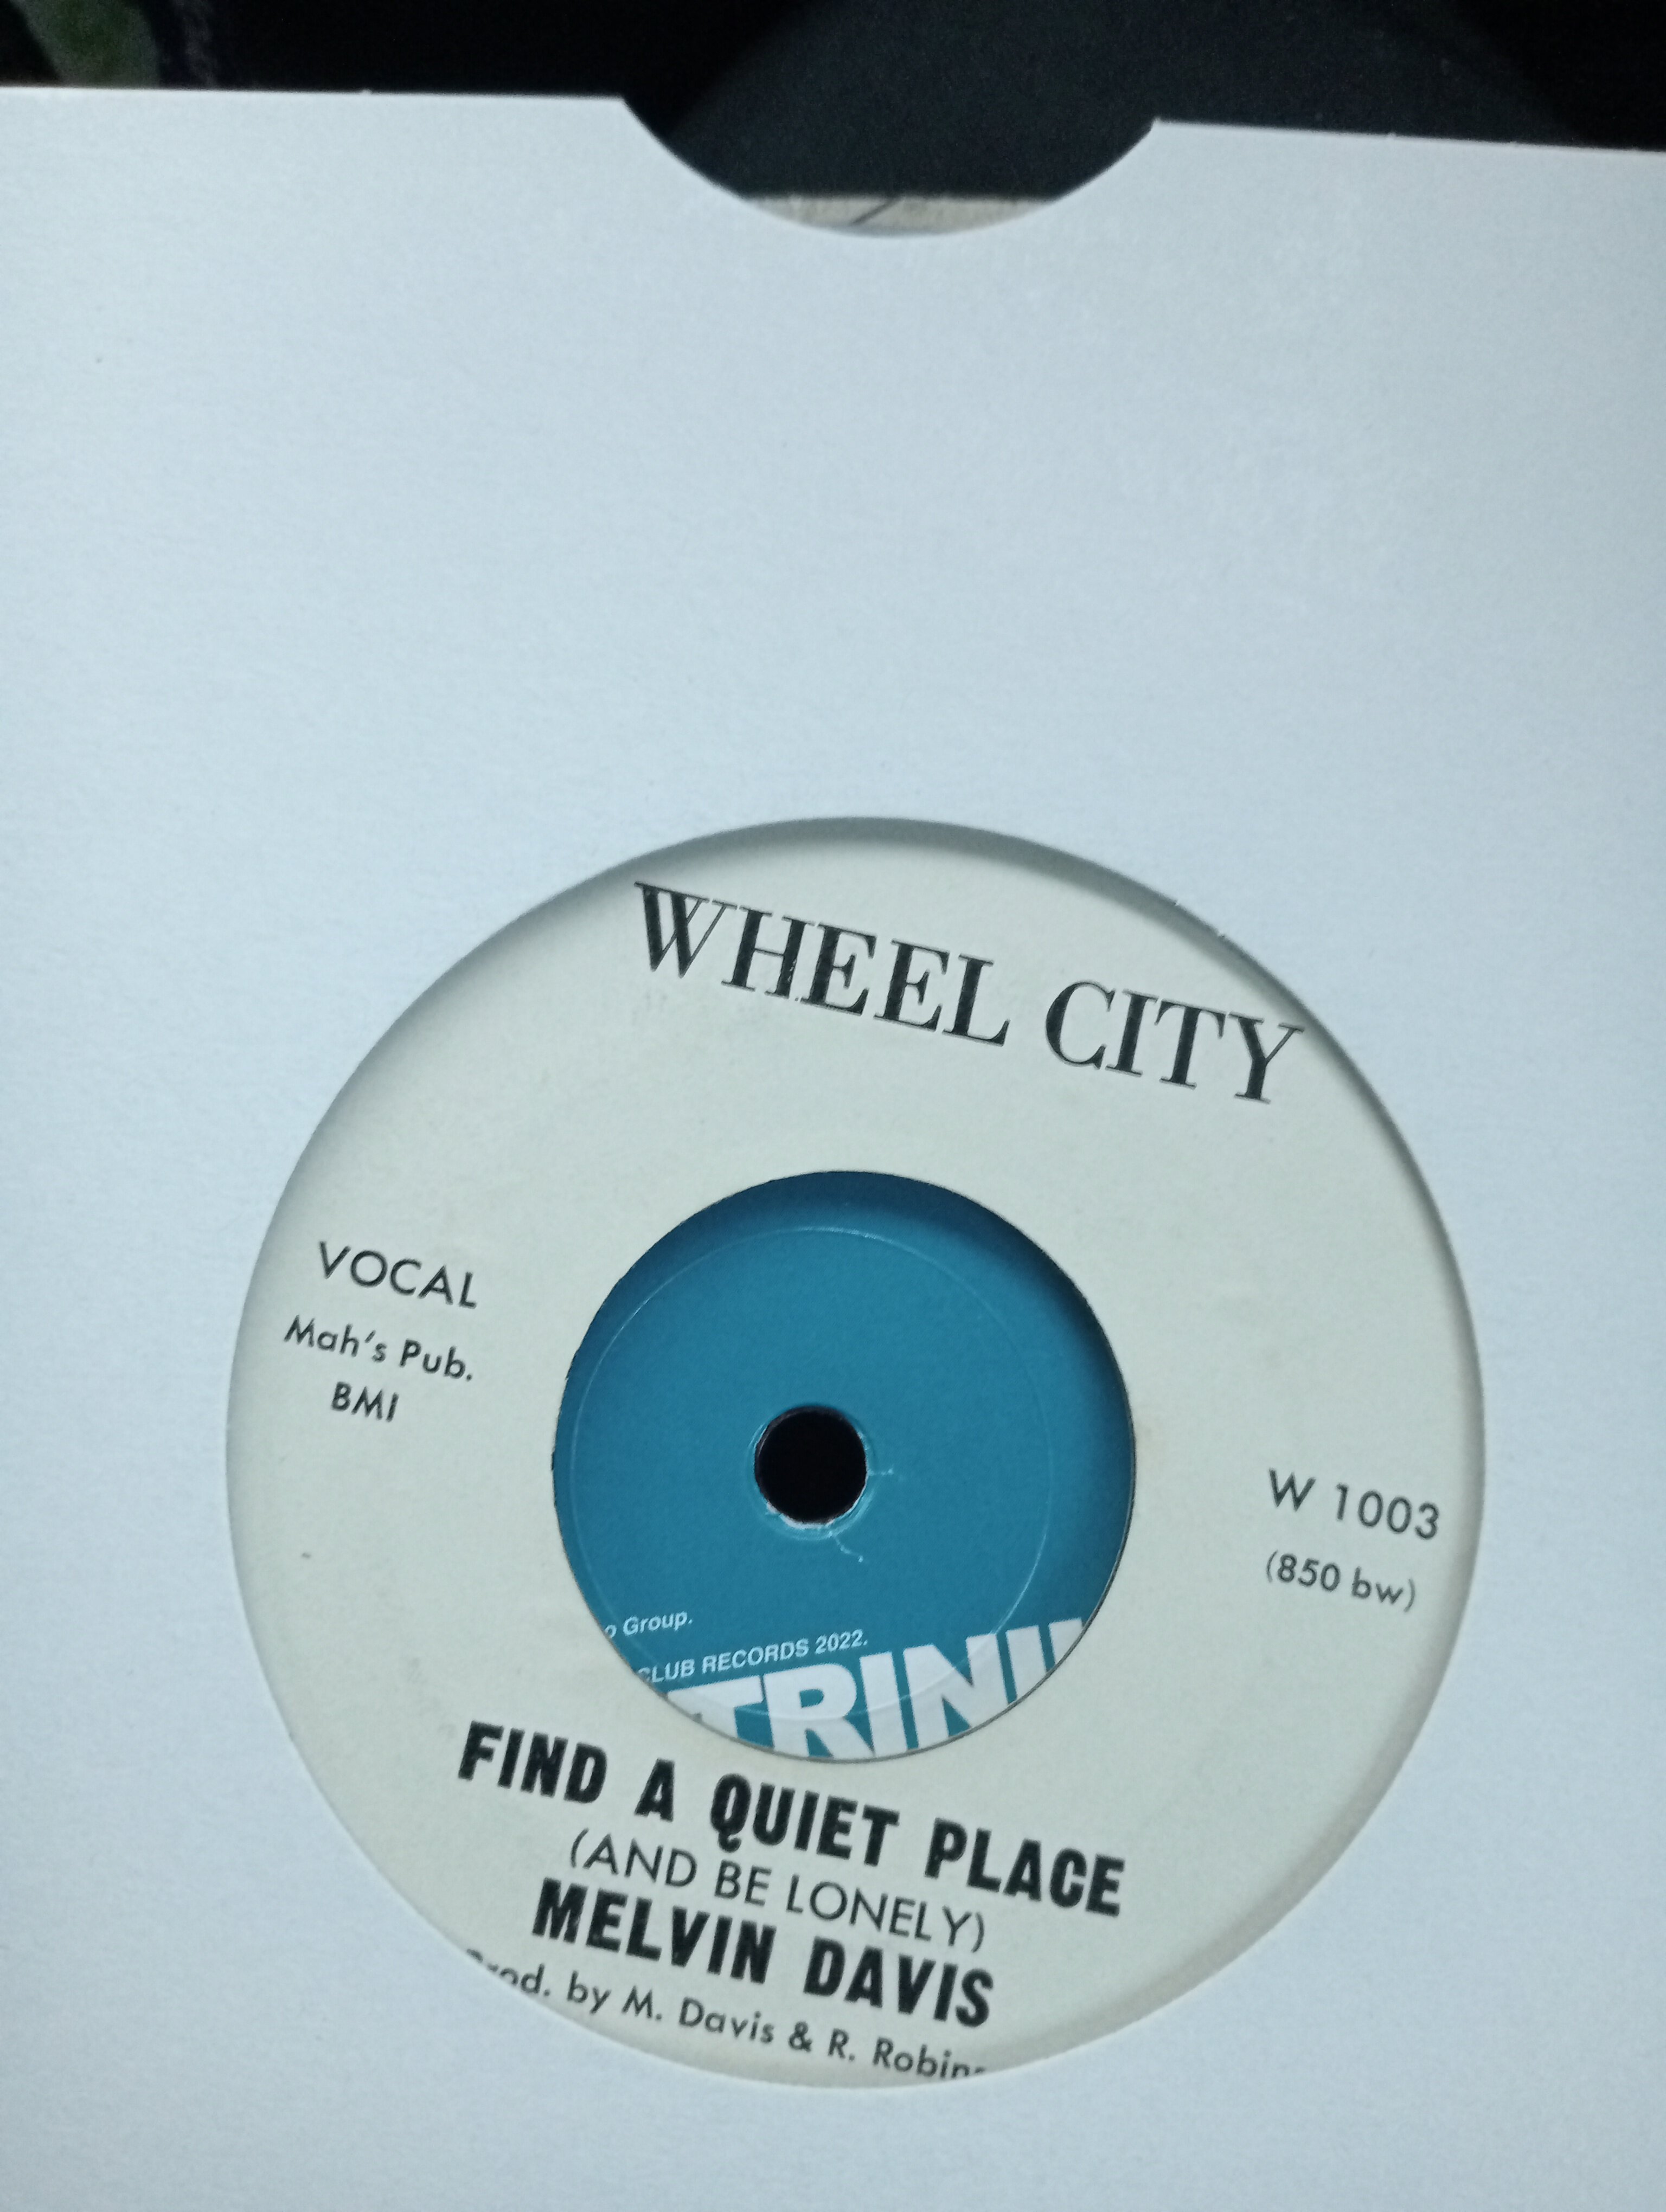 WHEEL CITY
VOCAL
Mah's Pub.
BMI
W 1003
(850 bw)
Group.
CLUB RECORDS 2022.
FIND A QUIET PLACE
(AND BE LONELY)
MELVIN DAVIS
by M. Davis & R.